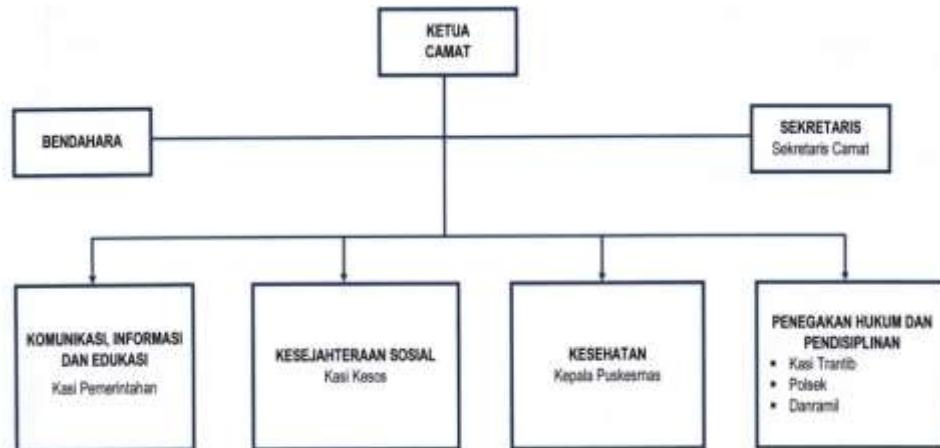 KETUA
CAMAT
BENDAHARA
SEKRETARIS
Sekretaris Camat
KOMUNIKASI, INFORMASI
DAN EDUKASI
Kasi Pemerintahan
KESEJAHTERAAN SOSIAL
Kasi Kesos
KESEHATAN
Kepala Puskesmas
PENEGAKAN HUKUM DAN
PENDISIPLINAN
▪ Kasi Trantib
▪ Polsek
▪ Danramil